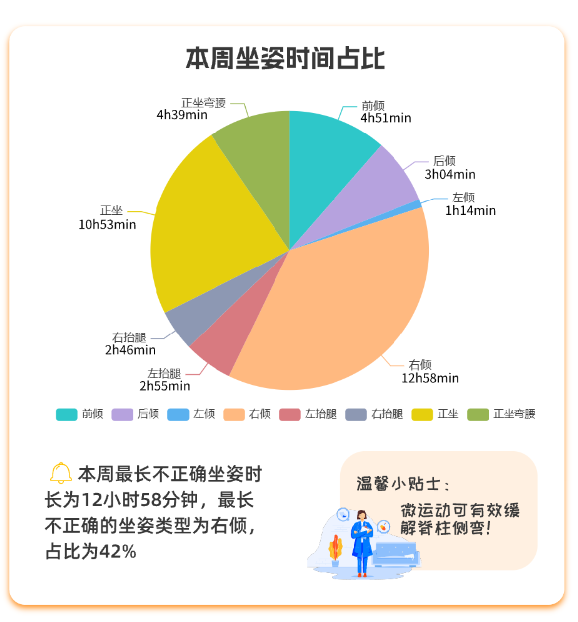 本周坐姿时间占比
正坐弯腰
4h39min
前倾
4h51min
后倾
3h04min
左倾
1h14min
正坐
10h53min
右抬腿
2h46min
左抬腿
2h55min
右倾
12h58min
前倾
后倾
左倾
右倾
左抬腿
右抬腿
正坐
正坐弯腰
本周最长不正确坐姿时
长为12小时58分钟，最长
不正确的坐姿类型为右倾，
占比为42%
温馨小贴士：
微运动可有效缓
解脊柱侧弯！